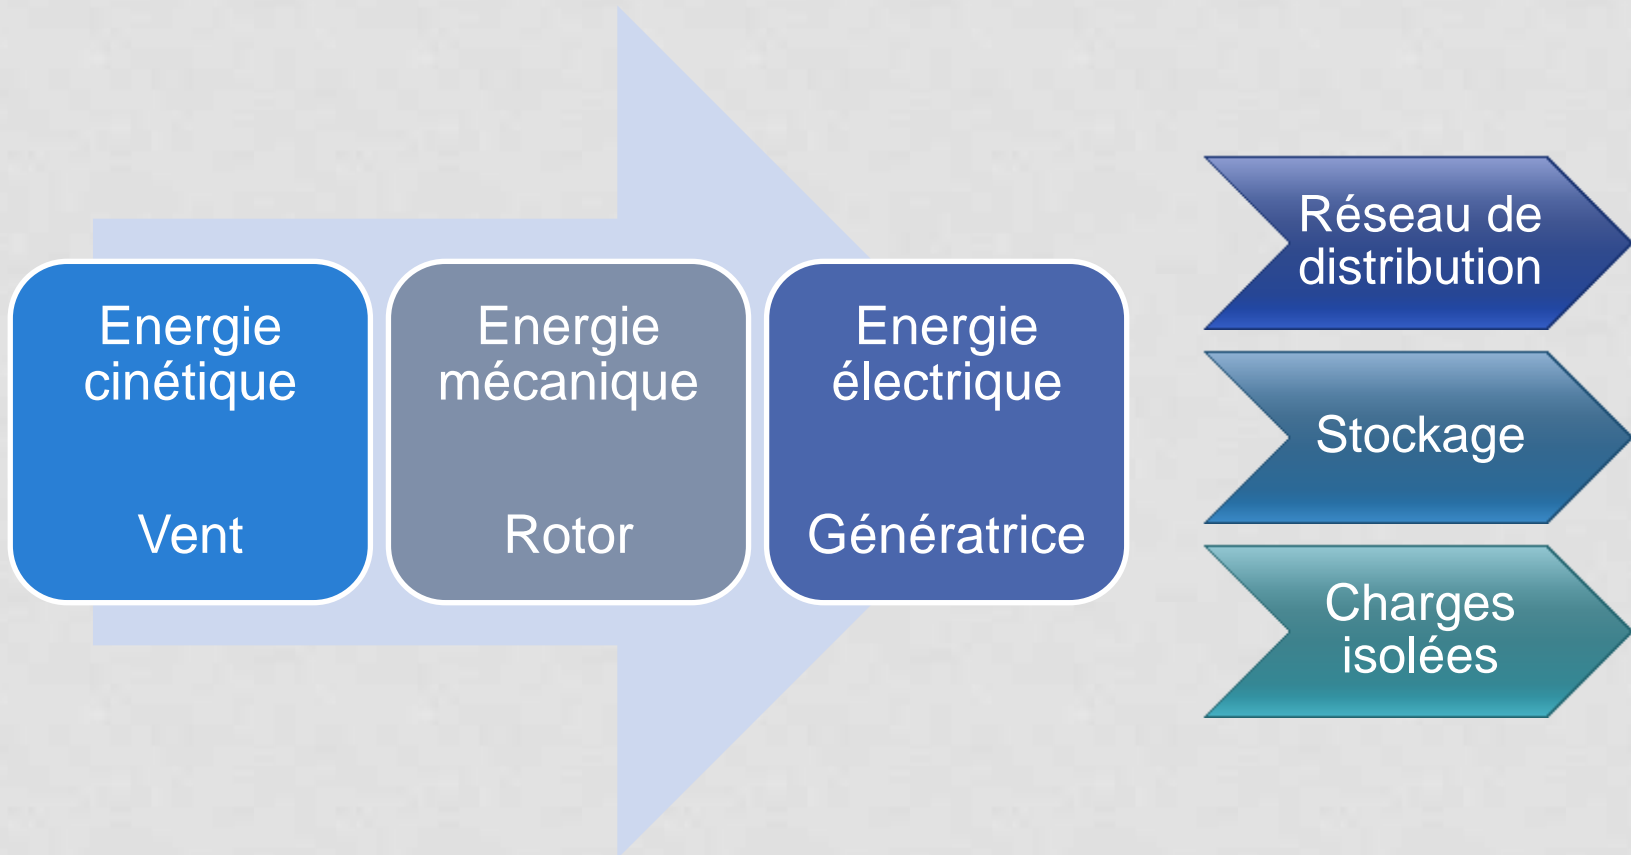 Energie
cinétique
Vent
Energie
mécanique
Rotor
Energie
électrique
Génératrice
Réseau de
distribution
Stockage
Charges
isolées